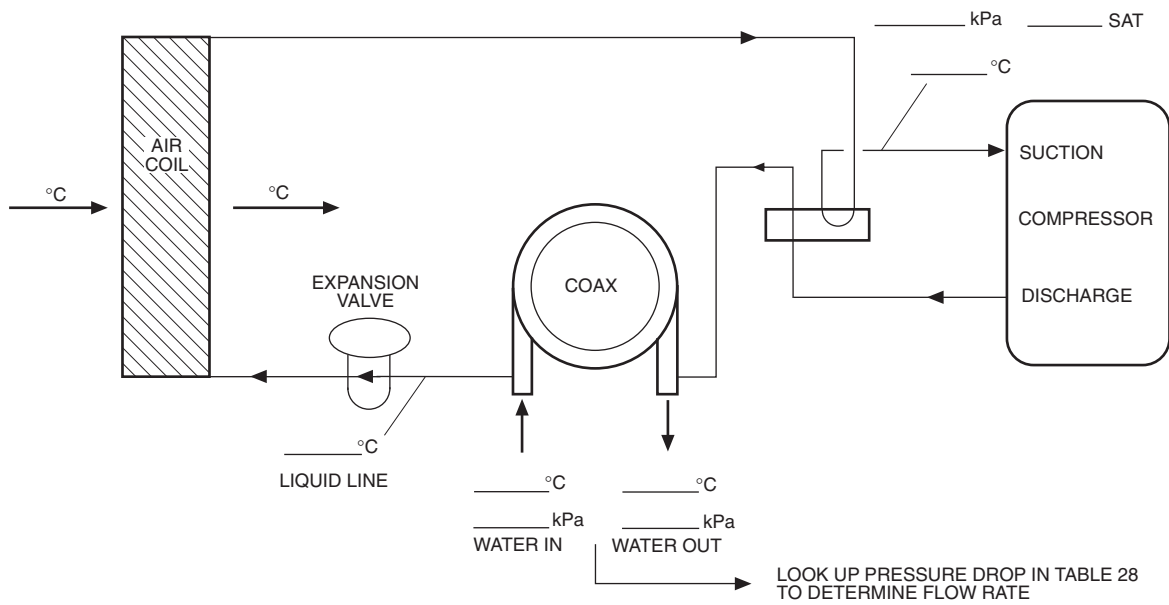 kPa SAT
°C
AIR
COIL
°C °C
SUCTION
COMPRESSOR
DISCHARGE
EXPANSION
VALVE
COAX
°C
LIQUID LINE
°C °C
kPa kPa
WATER IN WATER OUT
LOOK UP PRESSURE DROP IN TABLE 28
TO DETERMINE FLOW RATE